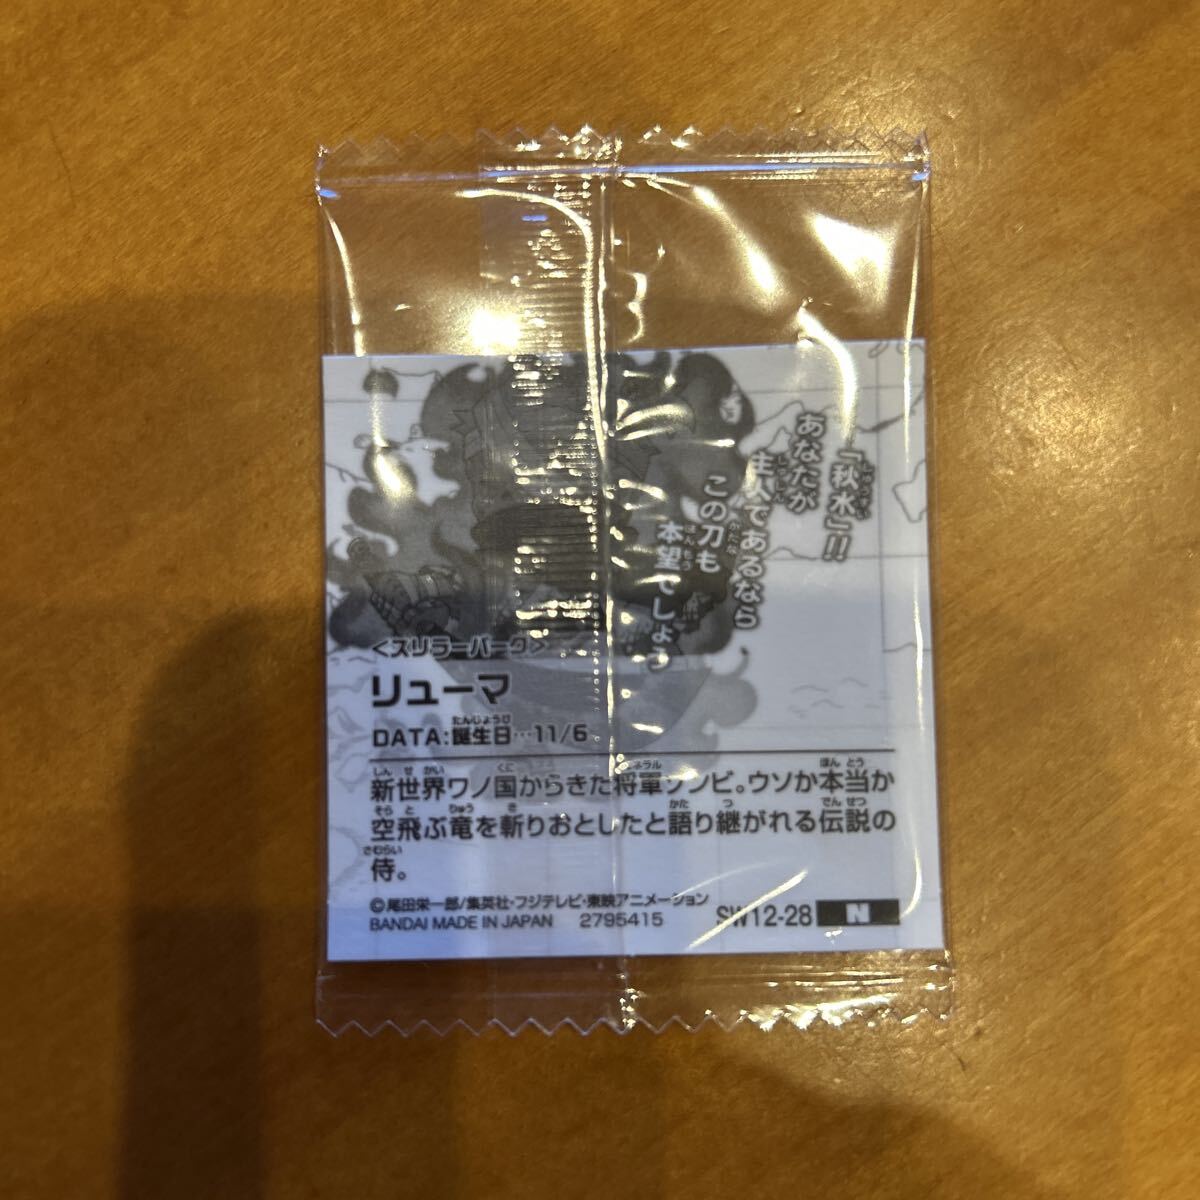 「秋水」!!
あなたが
主人であるなら
この刀も
本望でしょう
<スリラーバーク>
リューマ
DATA:誕生日…11/6
新世界ワノ国からきた将軍ゾンビ。ウソか本当か
空飛ぶ竜を斬りおとしたと語り継がれる伝説の
侍。
©尾田栄一郎/集英社・フジテレビ・東映アニメーション
BANDAI MADE IN JAPAN 2795415 SW12-28 N